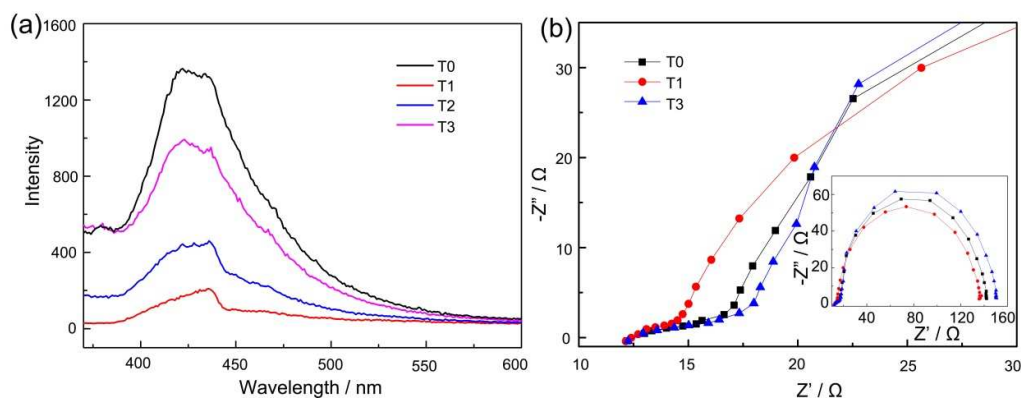 (a)
1600
1200
800
400
0
Intensity
T0
T1
T2
T3
400
450
500
550
600
Wavelength / nm
(b)
30
20
10
0
-Z" / Ω
T0
T1
T3
15
20
25
30
Z' / Ω
60
40
20
0
-Z" / Ω
40
80
120
160
Z' / Ω